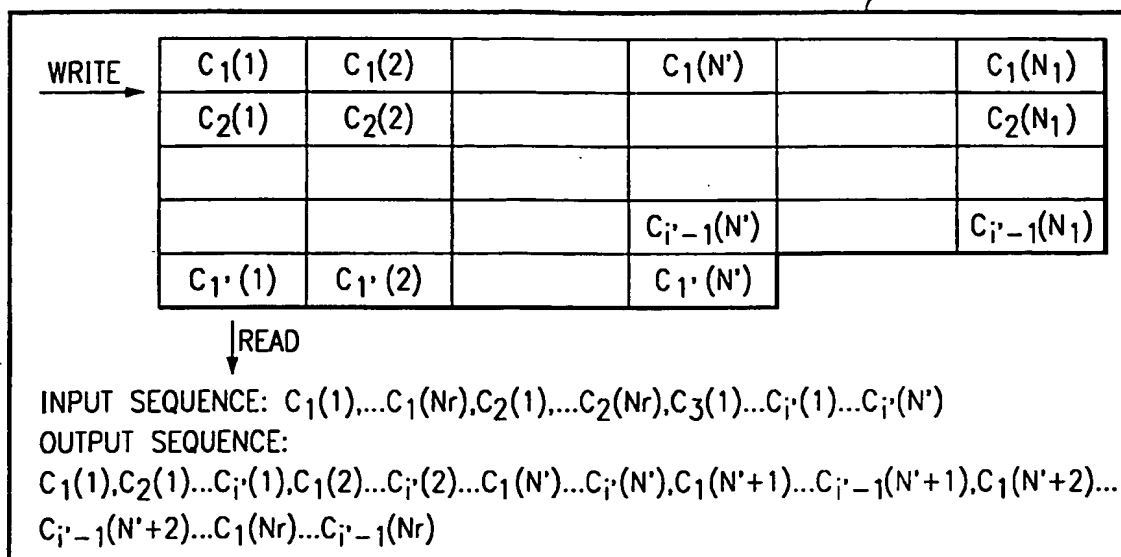 WRITE C₁(1) C₁(2) C₁(N') C₁(N₁)
C₂(1) C₂(2) C₂(N₁)
Cᵢ'₋₁(N') Cᵢ'₋₁(N₁)
C₁'(1) C₁'(2) C₁'(N')
READ
INPUT SEQUENCE: C₁(1),...C₁(Nr),C₂(1),...C₂(Nr),C₃(1)...Cᵢ'(1)...Cᵢ'(N')
OUTPUT SEQUENCE:
C₁(1),C₂(1)...Cᵢ'(1),C₁(2)...Cᵢ'(2)...C₁(N')...Cᵢ'(N'),C₁(N'+1)...Cᵢ'₋₁(N'+1),C₁(N'+2)...
Cᵢ'₋₁(N'+2)...C₁(Nr)...Cᵢ'₋₁(Nr)